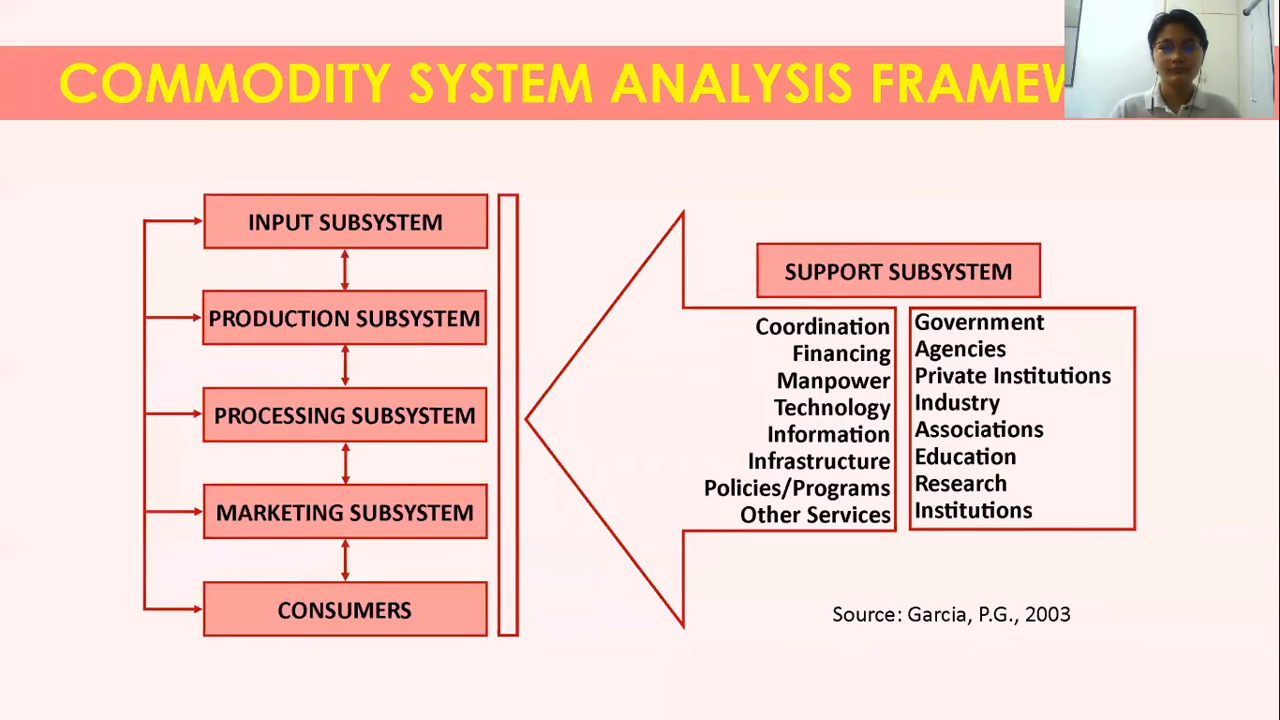 COMMODITY SYSTEM ANALYSIS
INPUT SUBSYSTEM
PRODUCTION SUBSYSTEM
PROCESSING SUBSYSTEM
MARKETING SUBSYSTEM
CONSUMERS
SUPPORT SUBSYSTEM
Coordination
Financing
Manpower
Technology
Information
Infrastructure
Policies/Programs
Other Services
Government
Agencies
Private Institutions
Industry
Associations
Education
Research
Institutions
Source: Garcia, P.G., 2003